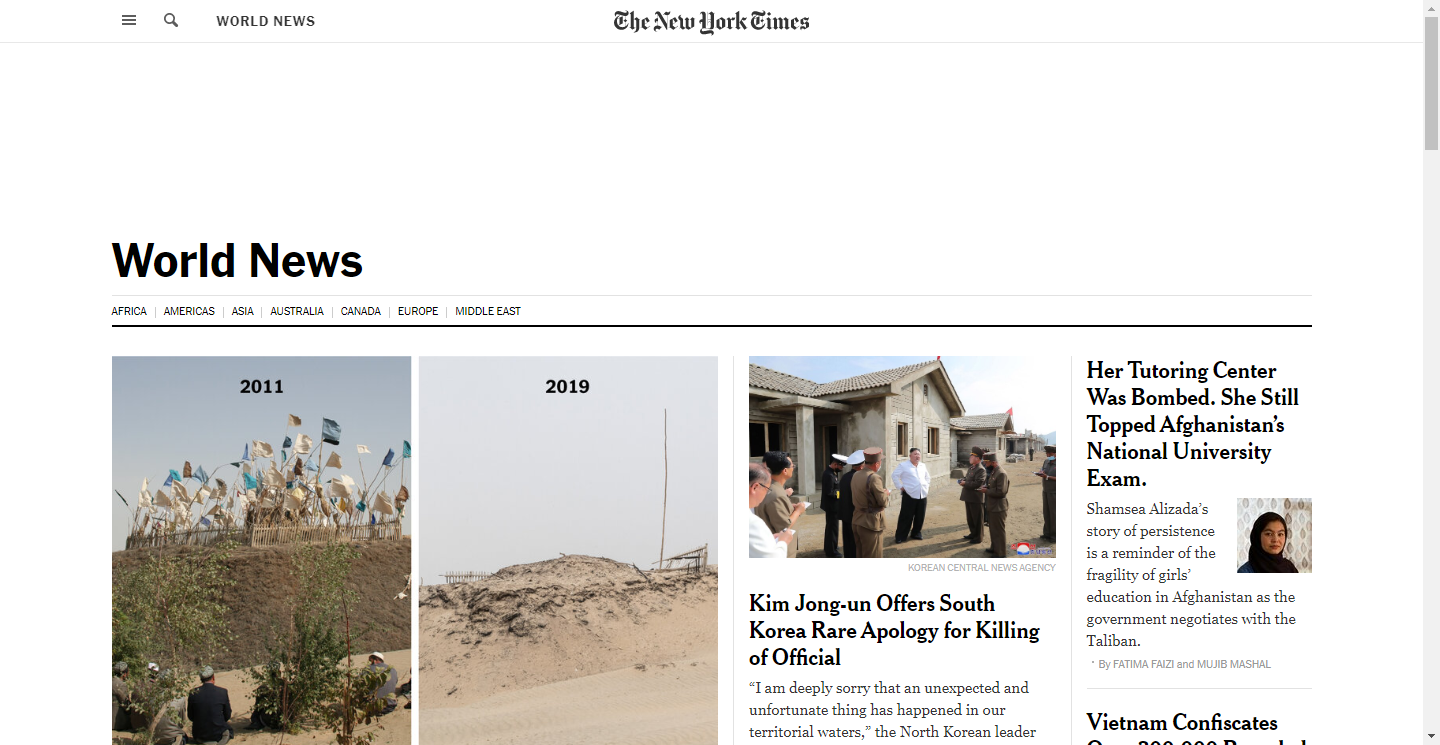 WORLD NEWS
The New York Times
World News
AFRICA
AMERICAS
ASIA
AUSTRALIA
CANADA
EUROPE
MIDDLE EAST
2011
2019
KOREAN CENTRAL NEWS AGENCY
Kim Jong-un Offers South
Korea Rare Apology for Killing
of Official
“I am deeply sorry that an unexpected and
unfortunate thing has happened in our
territorial waters,” the North Korean leader
Her Tutoring Center
Was Bombed. She Still
Topped Afghanistan’s
National University
Exam.
Shamsea Alizada’s
story of persistence
is a reminder of the
fragility of girls’
education in Afghanistan as the
government negotiates with the
Taliban.
· By FATIMA FAIZI and MUJIB MASHAL
Vietnam Confiscates